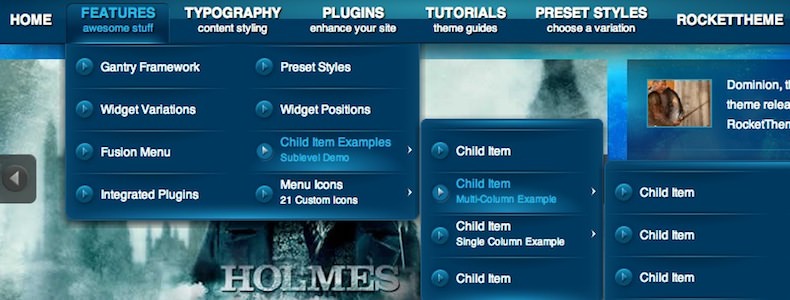 HOME
FEATURES
awesome stuff
TYPOGRAPHY
content styling
PLUGINS
enhance your site
TUTORIALS
theme guides
PRESET STYLES
choose a variation
ROCKETTHEME
Gantry Framework
Preset Styles
Widget Variations
Widget Positions
Fusion Menu
Child Item Examples
Sublevel Demo
Integrated Plugins
Menu Icons
21 Custom Icons
Child Item
Child Item
Multi-Column Example
Child Item
Single Column Example
Child Item
Child Item
Child Item
Child Item
Dominion, th
theme relea
RocketThem
HOLMES